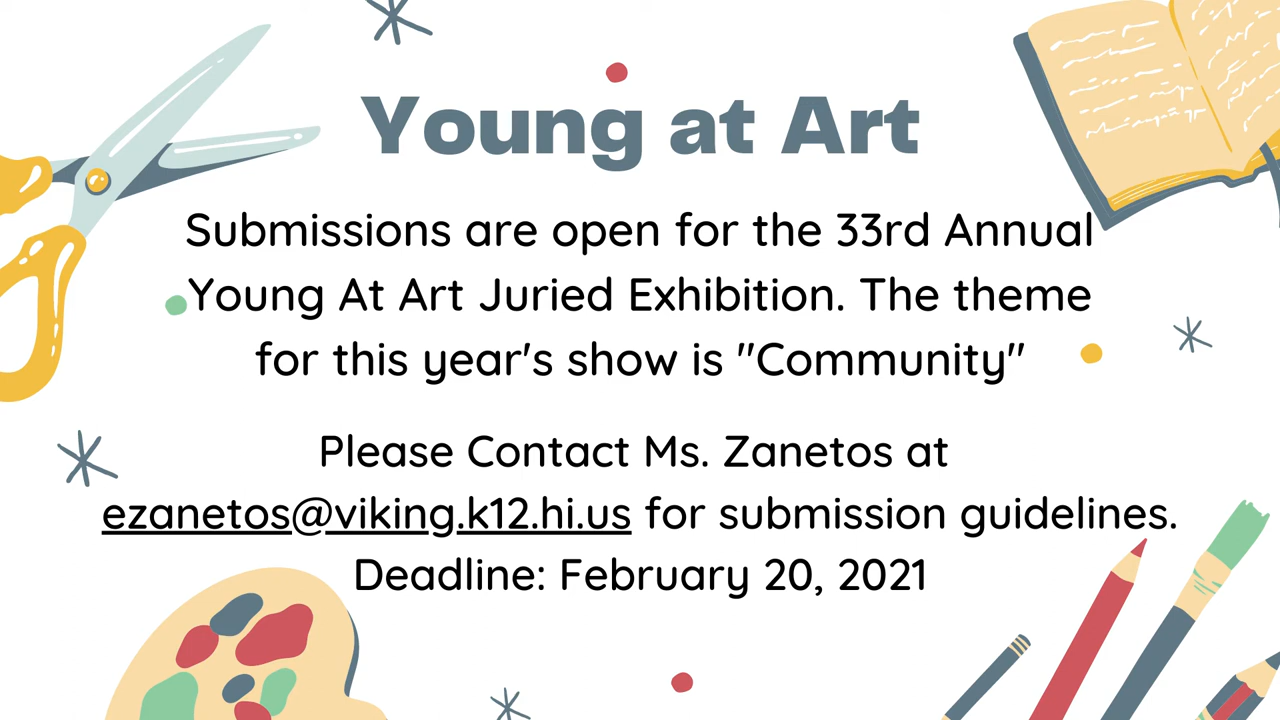 Young at Art
Submissions are open for the 33rd Annual
Young At Art Juried Exhibition. The theme
for this year's show is "Community"
Please Contact Ms. Zanetos at
ezanetos@viking.k12.hi.us for submission guidelines.
Deadline: February 20, 2021